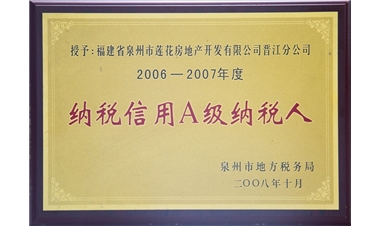 授予:福建省泉州市莲花房地产开发有限公司晋江分公司
2006—2007年度
纳税信用A级纳税人
泉州市地方税务局
二〇〇八年十月